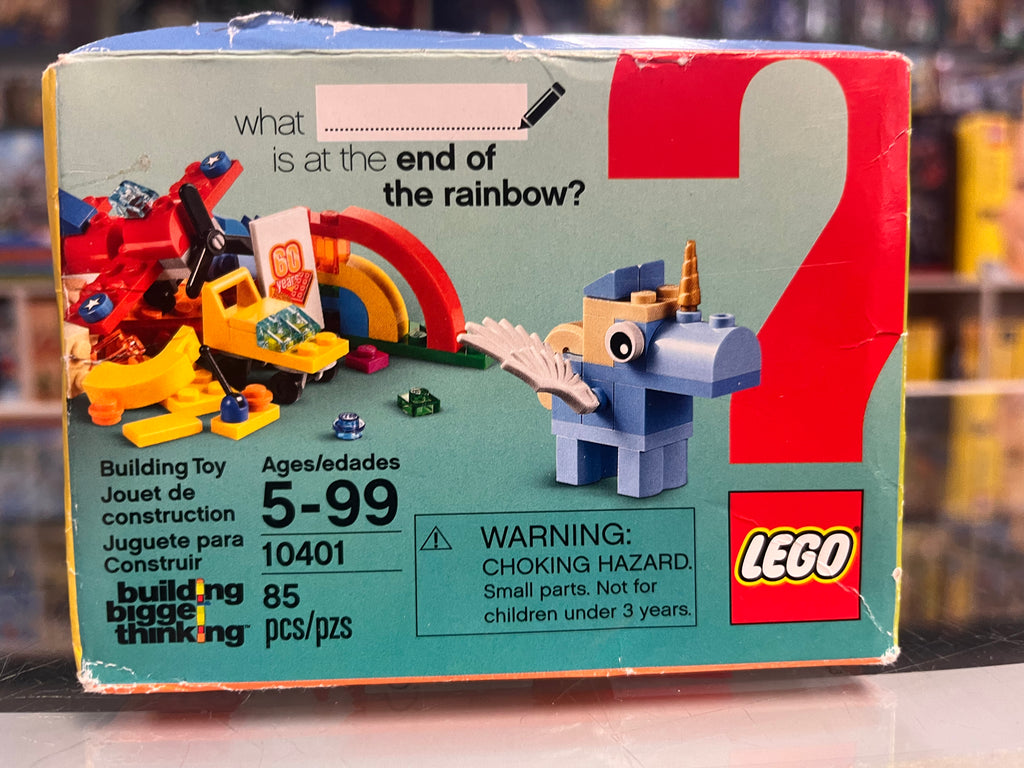 what
is at the end of
the rainbow?
60
years
Building Toy
Jouet de
construction
Juguete para
Construir
building
bigger
thinking™
Ages/edades
5-99
10401
85
pcs/pzs
WARNING:
CHOKING HAZARD.
Small parts. Not for
children under 3 years.
LEGO®